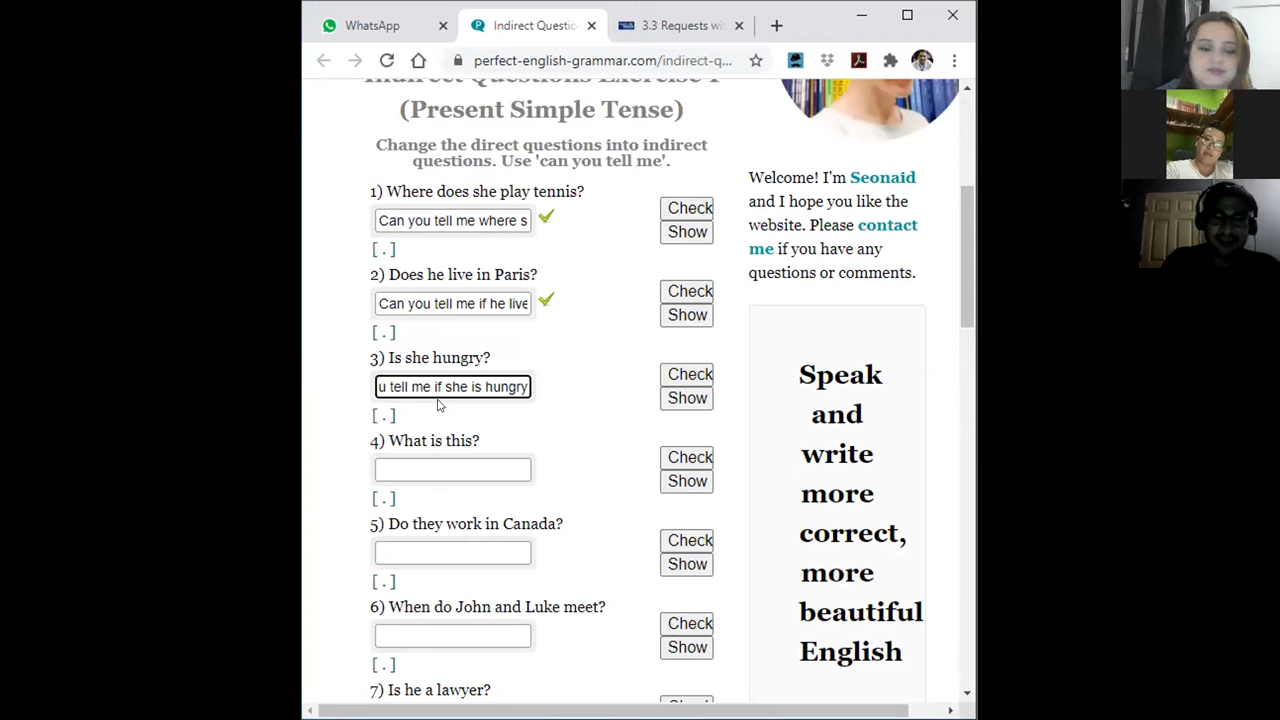 WhatsApp
Indirect Questio
3.3 Requests wi
perfect-english-grammar.com/indirect-q...
(Present Simple Tense)
Change the direct questions into indirect
questions. Use 'can you tell me'.
1) Where does she play tennis?
Can you tell me where s
[ . ]
Check
Show
2) Does he live in Paris?
Can you tell me if he live
[ . ]
Check
Show
3) Is she hungry?
u tell me if she is hungry
[ . ]
Check
Show
4) What is this?
[ . ]
Check
Show
5) Do they work in Canada?
[ . ]
Check
Show
6) When do John and Luke meet?
[ . ]
Check
Show
7) Is he a lawyer?
Welcome! I'm Seonaid
and I hope you like the
website. Please contact
me if you have any
questions or comments.
Speak
and
write
more
correct,
more
beautiful
English